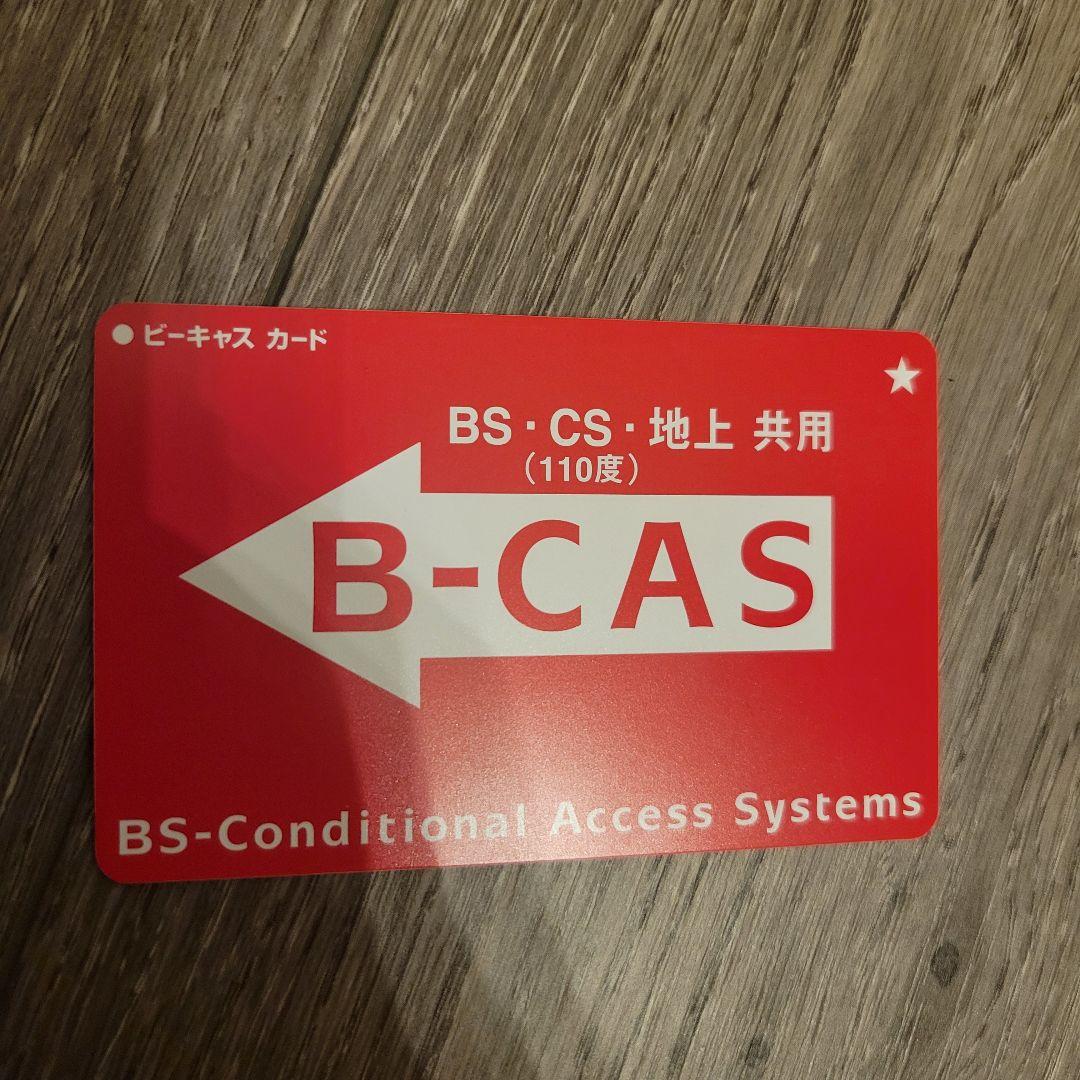 ● ビーキャス カード
★
BS・CS・地上 共用
（110度）
B-CAS
BS-Conditional Access Systems